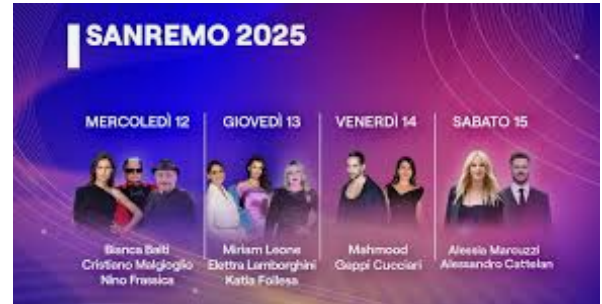 SANREMO 2025
MERCOLEDÌ 12
Bianca Balti
Cristiano Malgioglio
Nino Frassica
GIOVEDÌ 13
Miriam Leone
Elettra Lamborghini
Katia Follesa
VENERDÌ 14
Mahmood
Geppi Cucciari
SABATO 15
Alessia Marcuzzi
Alessandro Cattelan